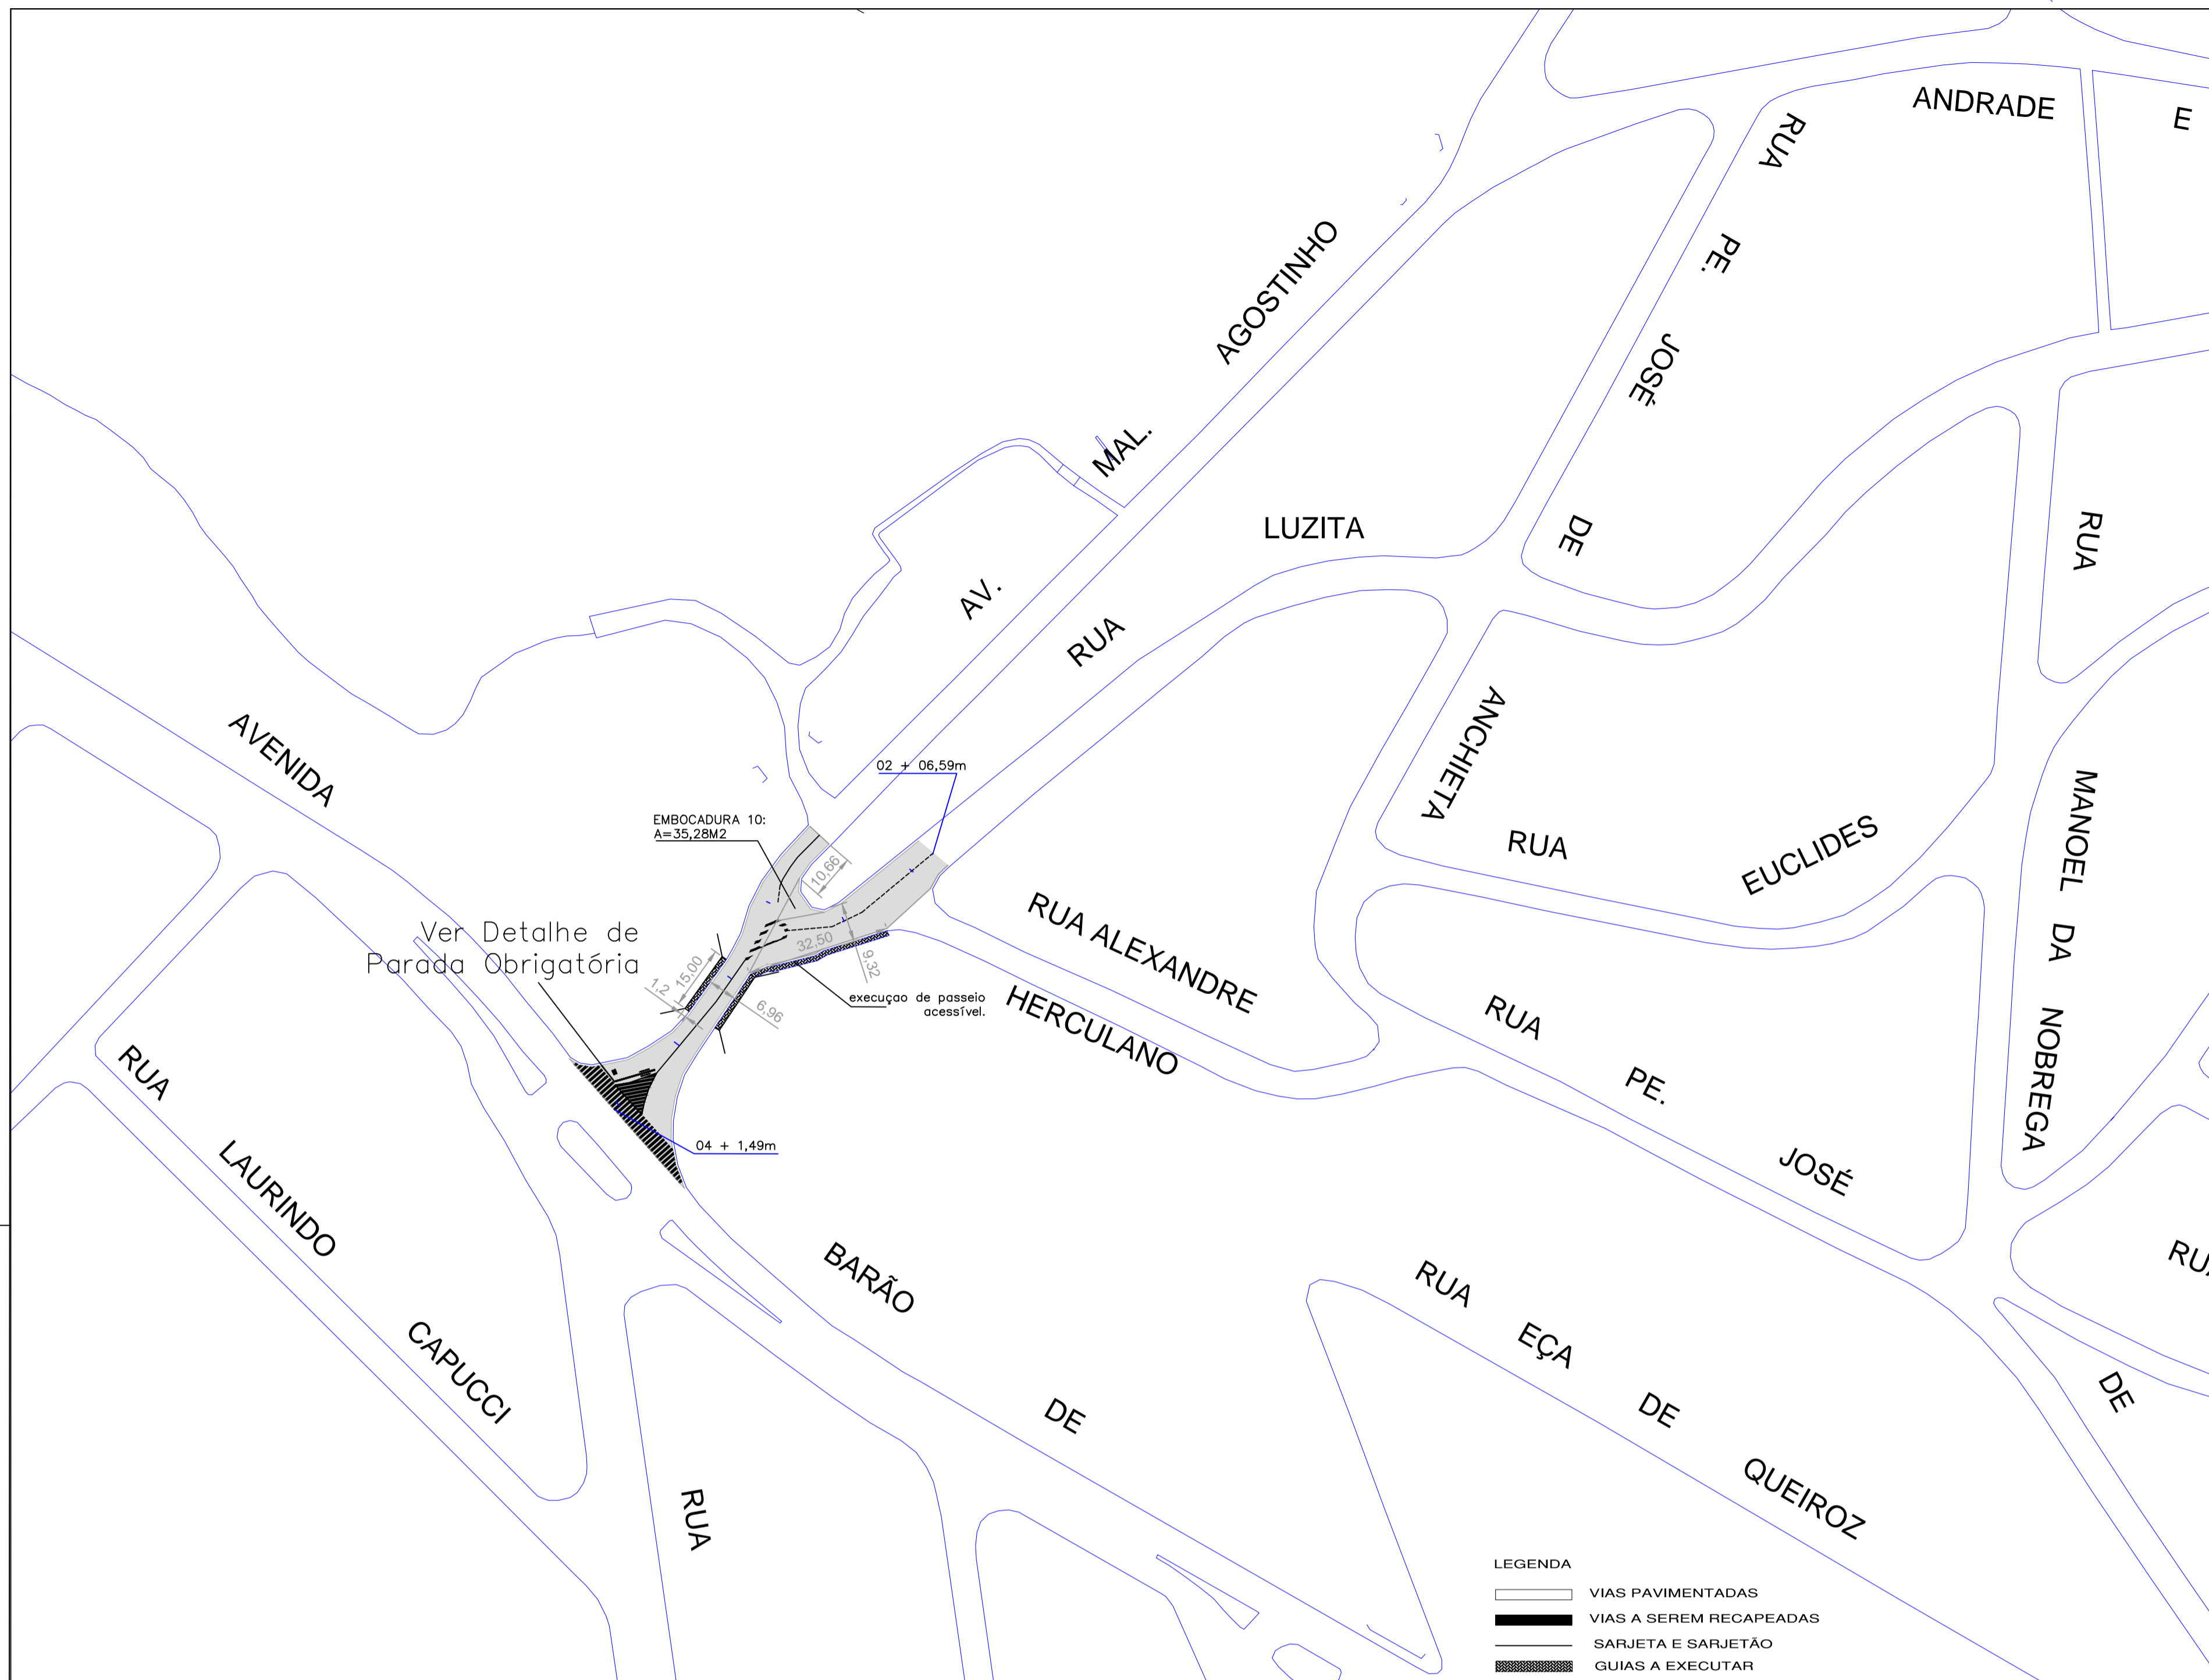 ANDRADE
E
RUA
PE.
JOSÉ
DE
ANCHIETA
AV.
MAL.
AGOSTINHO
RUA
LUZITA
RUA
MANOEL
DA
NOBREGA
AVENIDA
BARÃO
DE
02 + 06,59m
EMBOCADURA 10:
A=35,28M2
10,66
Ver Detalhe de
Parada Obrigatória
32,50
9,32
15,00
1,2
6,96
execuçao de passeio
acessível.
04 + 1,49m
RUA ALEXANDRE
HERCULANO
RUA
EUCLIDES
RUA
PE.
JOSÉ
DE
RUA
LAURINDO
CAPUCCI
RUA
RUA
EÇA
DE
QUEIROZ
LEGENDA
VIAS PAVIMENTADAS
VIAS A SEREM RECAPEADAS
SARJETA E SARJETÃO
GUIAS A EXECUTAR